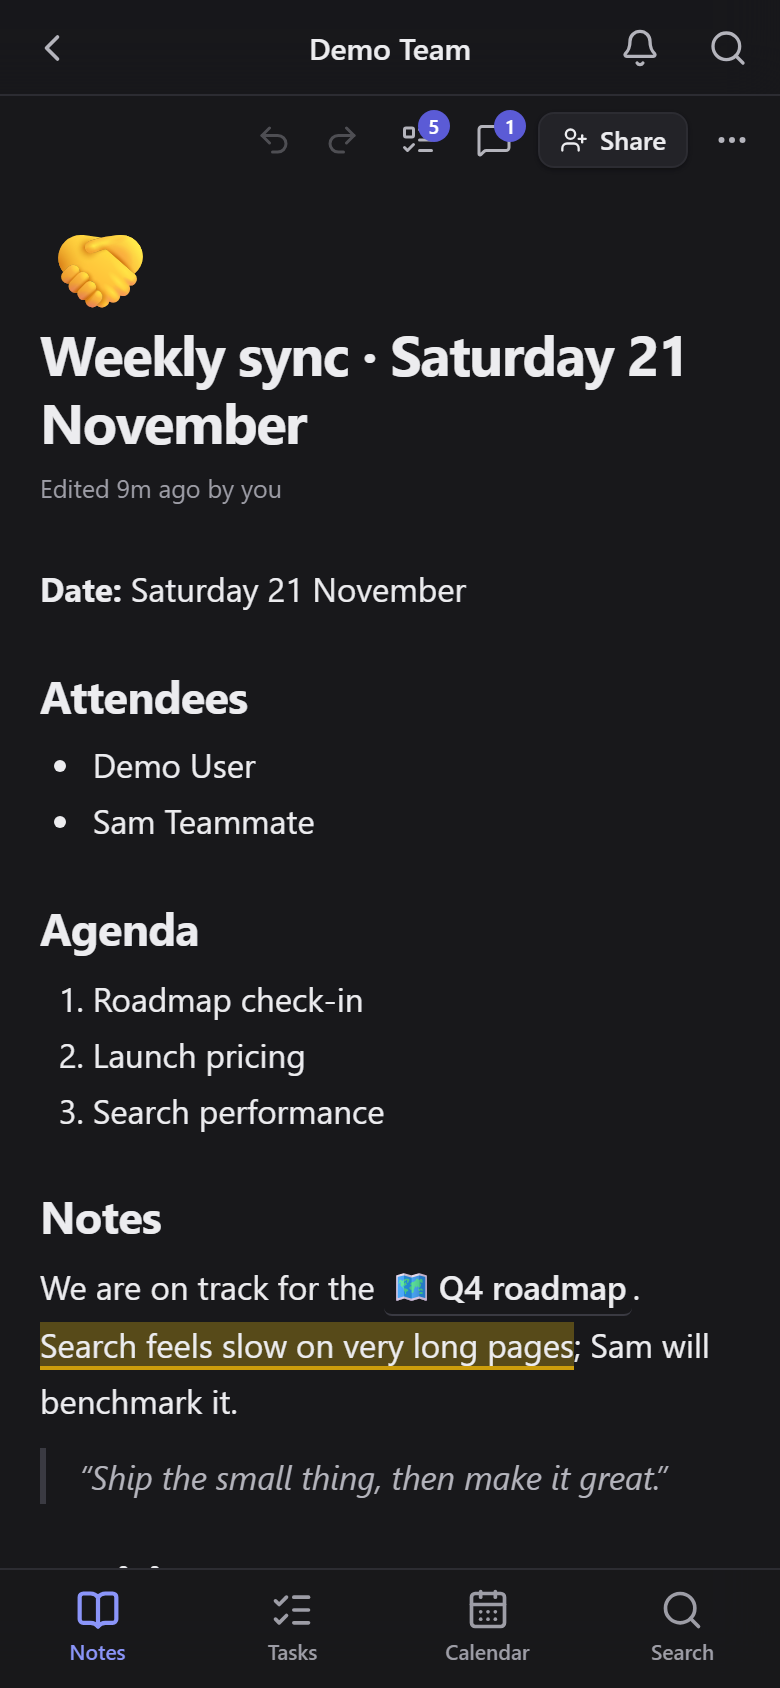 Demo Team
5
1
Share
Weekly sync · Saturday 21
November
Edited 9m ago by you
Date: Saturday 21 November
Attendees
• Demo User
• Sam Teammate
Agenda
1. Roadmap check-in
2. Launch pricing
3. Search performance
Notes
We are on track for the 🗺️ Q4 roadmap.
Search feels slow on very long pages; Sam will
benchmark it.
“Ship the small thing, then make it great.”
Notes
Tasks
Calendar
Search